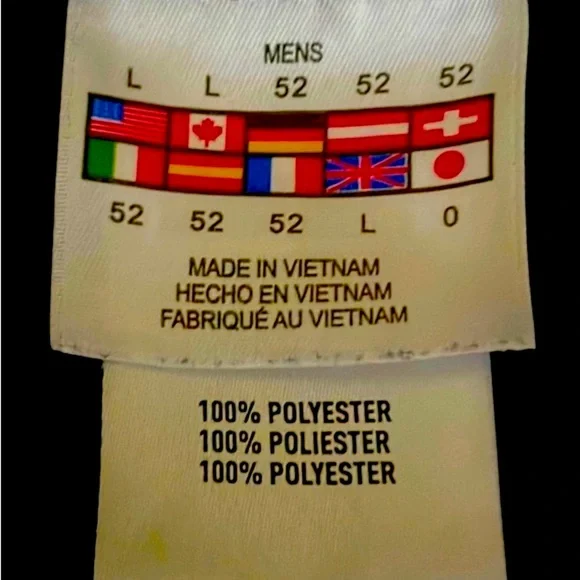 MENS
L L 52 52 52
52 52 52 L 0
MADE IN VIETNAM
HECHO EN VIETNAM
FABRIQUÉ AU VIETNAM
100% POLYESTER
100% POLIESTER
100% POLYESTER